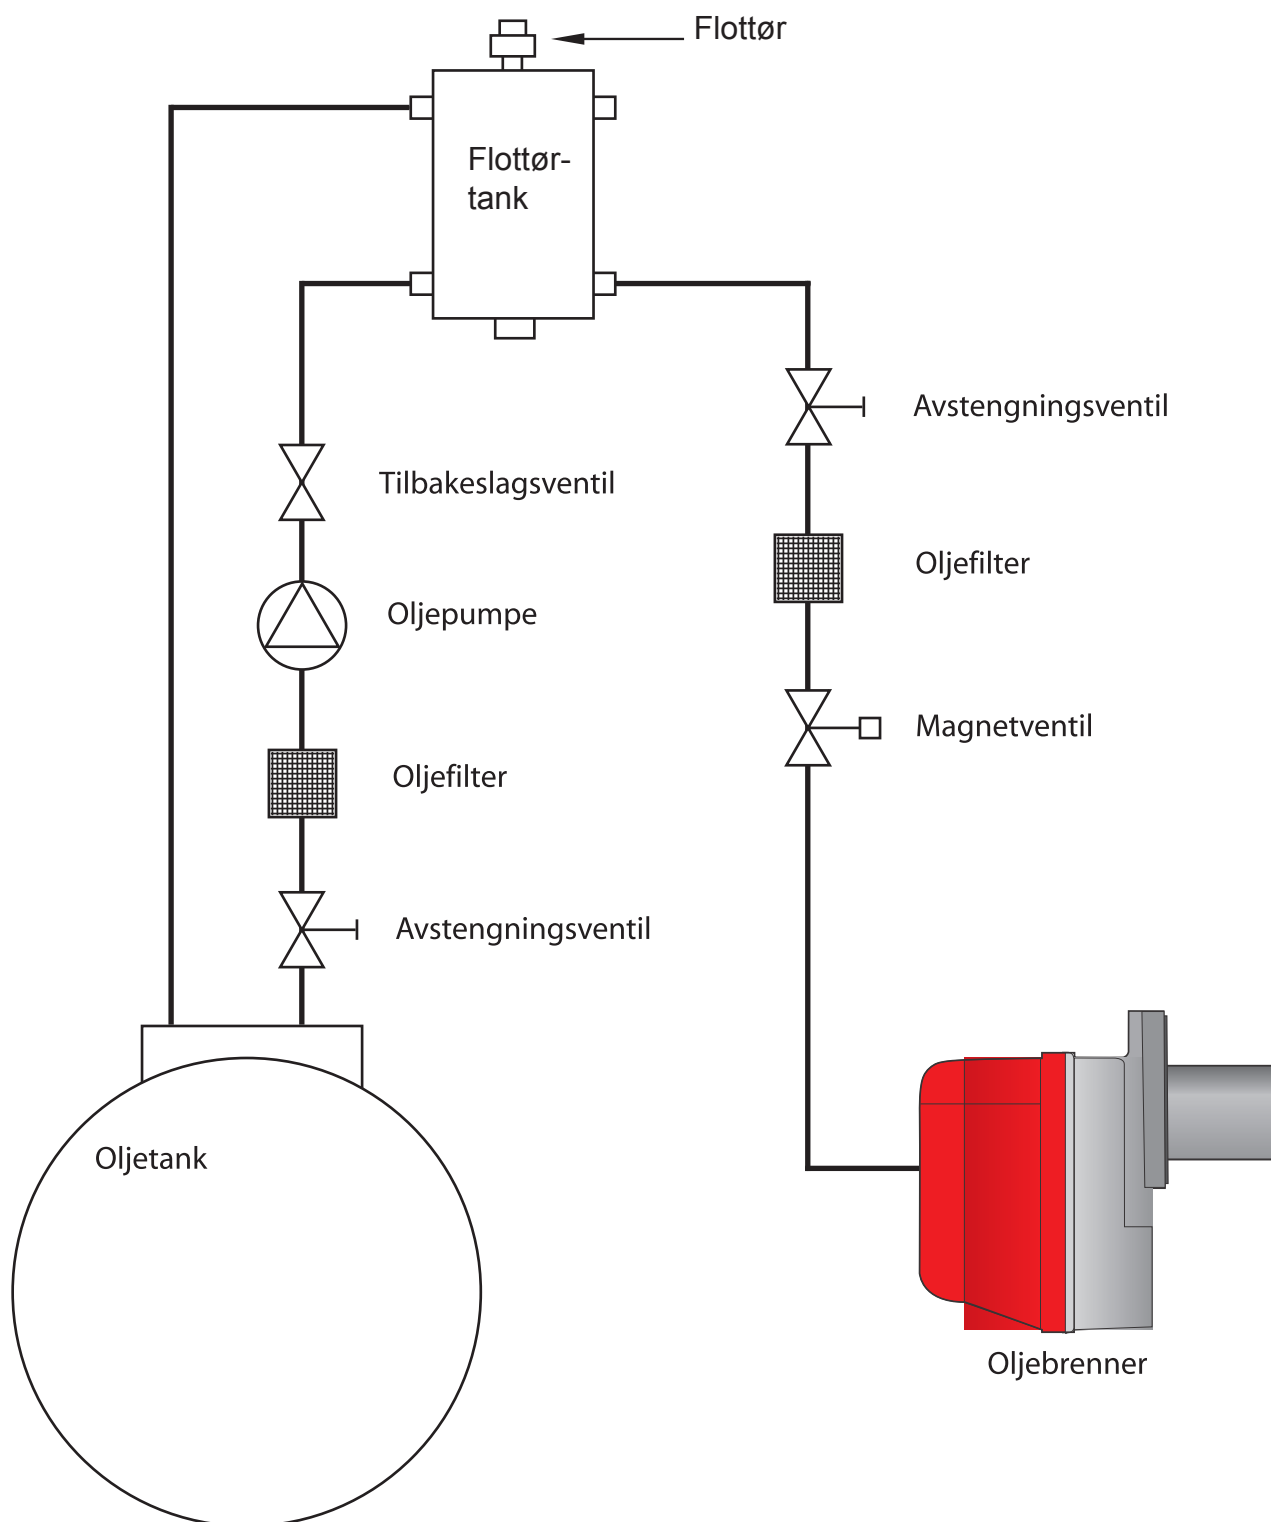 Flottør
Flottør-
tank
Avstengningsventil
Tilbakeslagsventil
Oljefilter
Oljepumpe
Magnetventil
Oljefilter
Avstengningsventil
Oljetank
Oljebrenner